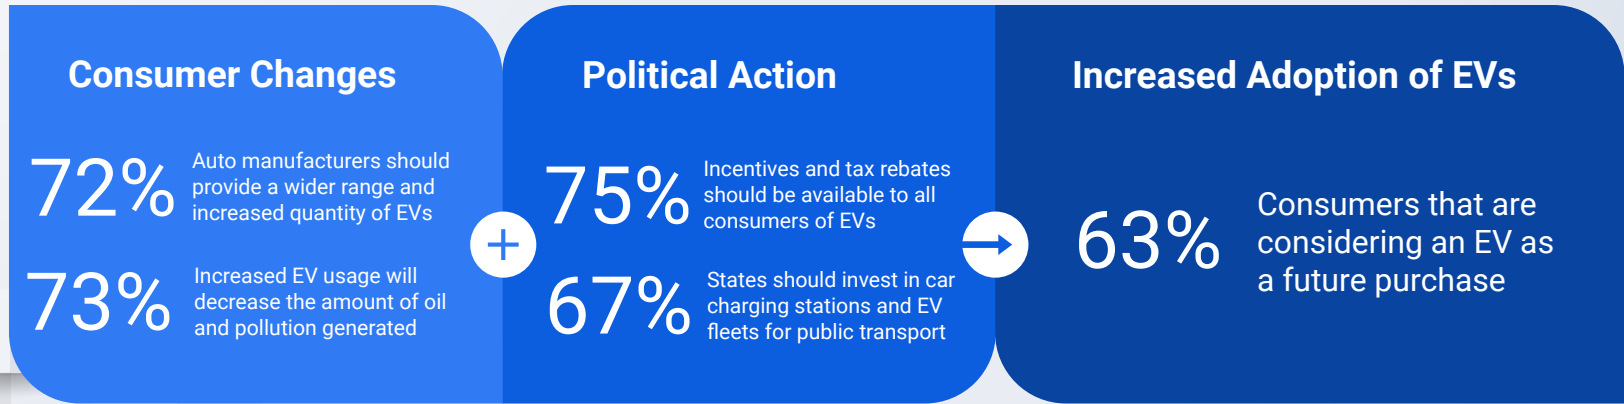 Consumer Changes
72%
Auto manufacturers should
provide a wider range and
increased quantity of EVs
73%
Increased EV usage will
decrease the amount of oil
and pollution generated
+
Political Action
75%
Incentives and tax rebates
should be available to all
consumers of EVs
67%
States should invest in car
charging stations and EV
fleets for public transport
Increased Adoption of EVs
63%
Consumers that are
considering an EV as
a future purchase